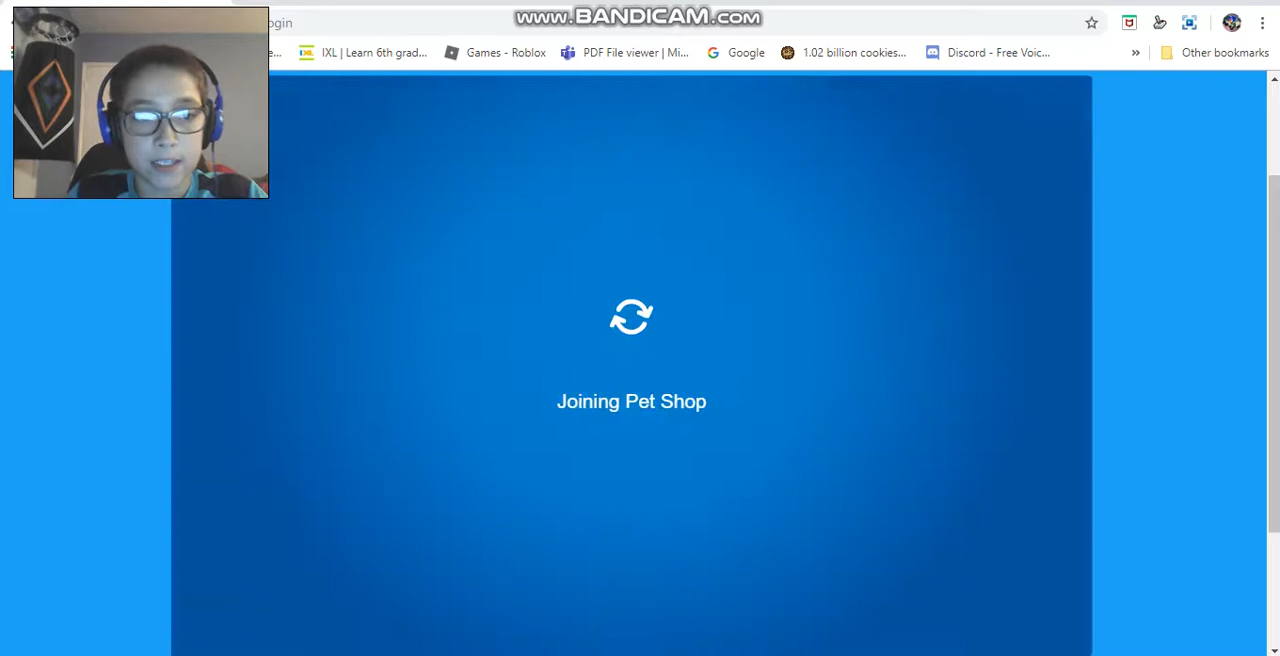 www.BANDICAM.com
ogin
e...
IXL | Learn 6th grad...
Games - Roblox
PDF File viewer | Mi...
Google
1.02 billion cookies...
Discord - Free Voic...
»
Other bookmarks
Joining Pet Shop